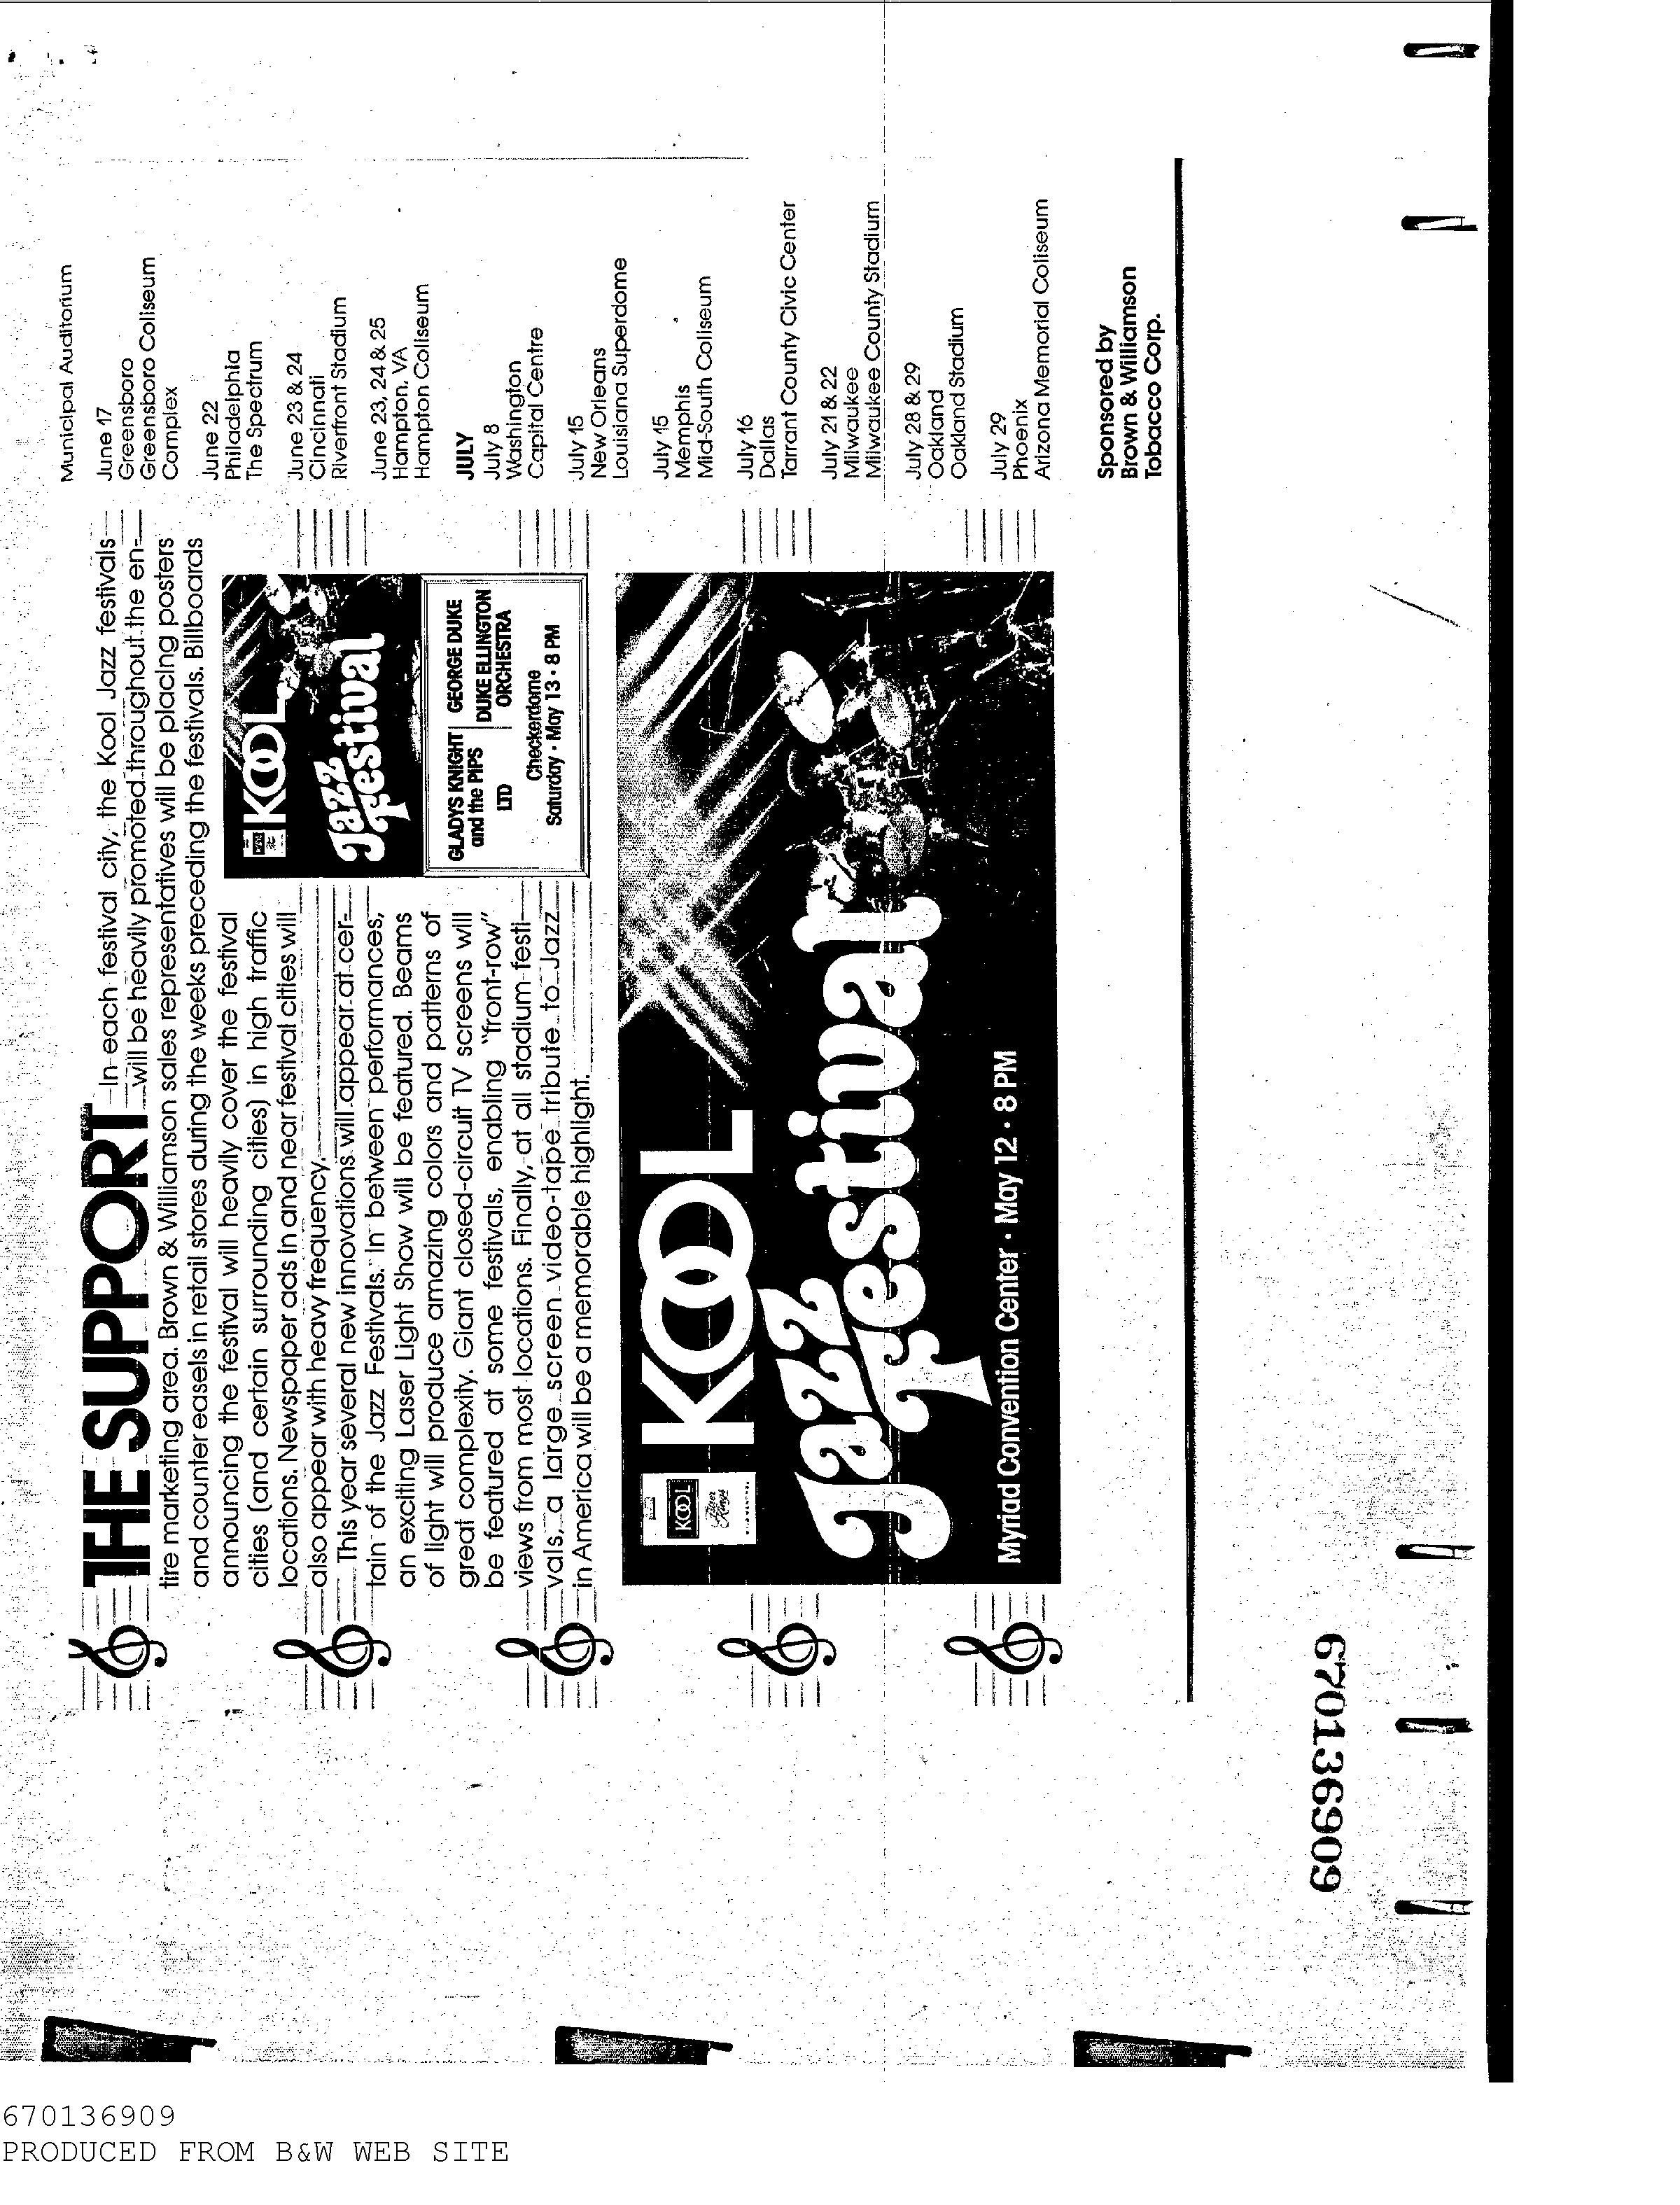 THE SUPPORT
In each festival city, the Kool Jazz festivals
will be heavily promoted throughout the en-
tire marketing area. Brown & Williamson sales representatives will be placing posters
and counter easels in retail stores during the weeks preceding the festivals. Billboards
announcing the festival will heavily cover the festival
cities (and certain surrounding cities) in high traffic
locations. Newspaper ads in and near festival cities will
also appear with heavy frequency.
This year several new innovations will appear at cer-
tain of the Jazz Festivals. In between performances,
an exciting Laser Light Show will be featured. Beams
of light will produce amazing colors and patterns of
great complexity. Giant closed-circuit TV screens will
be featured at some festivals, enabling "front-row"
views from most locations. Finally, at all stadium festi-
vals, a large screen video-tape tribute to Jazz
in America will be a memorable highlight.
KOOL
Jazz
festival
GLADYS KNIGHT
and the PIPS
GEORGE DUKE
LTD
DUKE ELLINGTON
ORCHESTRA
Checkerdome
Saturday • May 13 • 8 PM
KOOL
KOOL
Jazz
festival
Myriad Convention Center • May 12 • 8 PM
Municipal Auditorium
June 17
Greensboro
Greensboro Coliseum
Complex
June 22
Philadelphia
The Spectrum
June 23 & 24
Cincinnati
Riverfront Stadium
June 23, 24 & 25
Hampton, VA
Hampton Coliseum
JULY
July 8
Washington
Capital Centre
July 15
New Orleans
Louisiana Superdome
July 15
Memphis
Mid-South Coliseum
July 16
Dallas
Tarrant County Civic Center
July 21 & 22
Milwaukee
Milwaukee County Stadium
July 28 & 29
Oakland
Oakland Stadium
July 29
Phoenix
Arizona Memorial Coliseum
Sponsored by
Brown & Williamson
Tobacco Corp.
670136909
670136909
PRODUCED FROM B&W WEB SITE